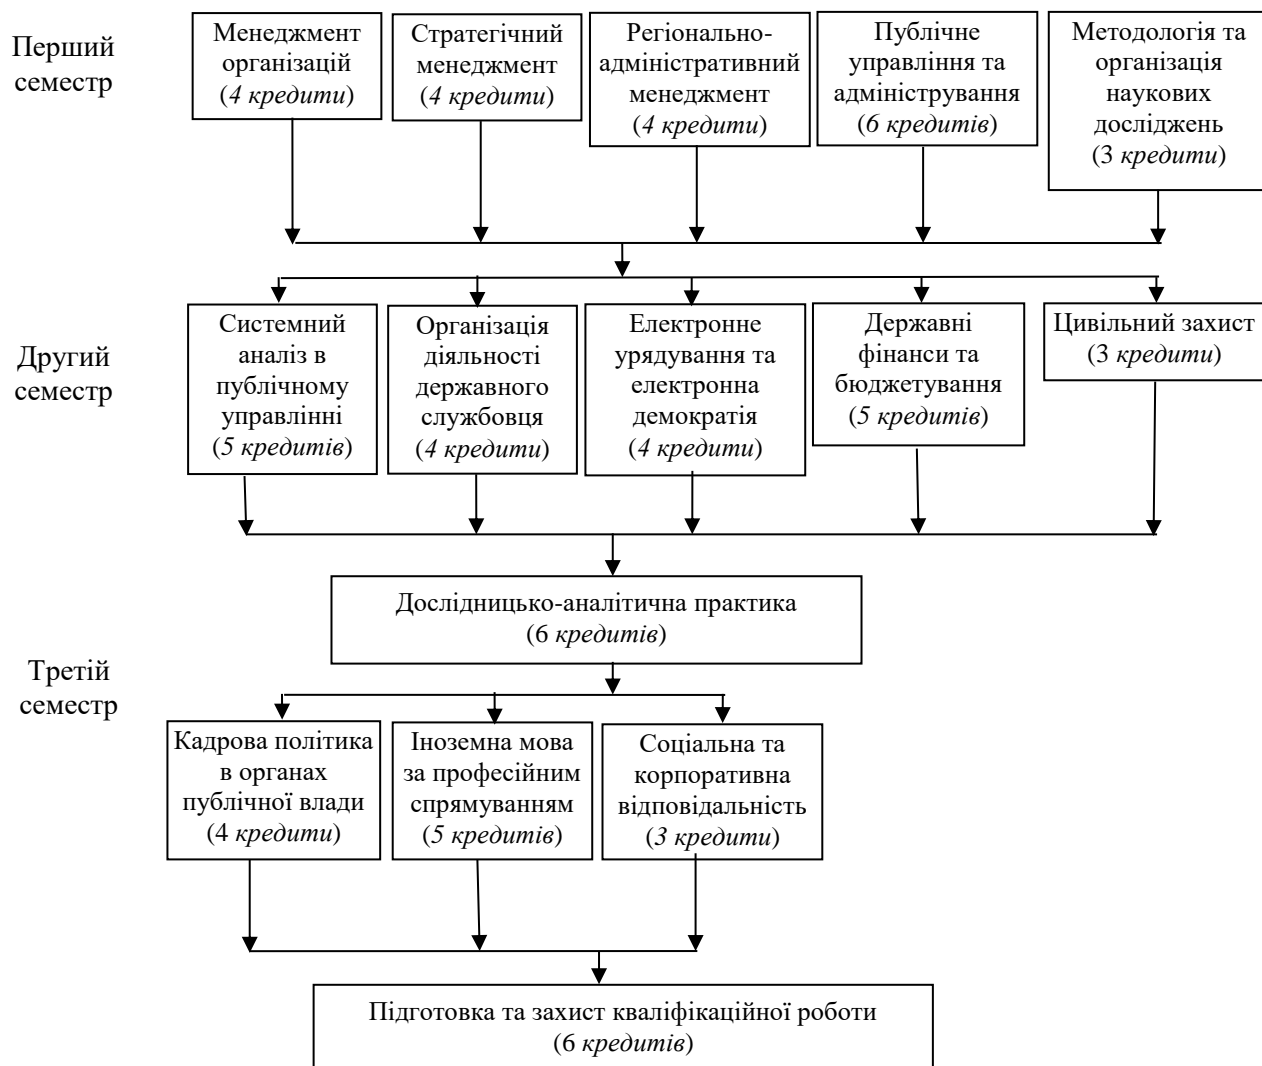 Перший
семестр
Менеджмент
організацій
(4 кредити)
Стратегічний
менеджмент
(4 кредити)
Регіонально-
адміністративний
менеджмент
(4 кредити)
Публічне
управління та
адміністрування
(6 кредитів)
Методологія та
організація
наукових
досліджень
(3 кредити)
Другий
семестр
Системний
аналіз в
публічному
управлінні
(5 кредитів)
Організація
діяльності
державного
службовця
(4 кредити)
Електронне
урядування та
електронна
демократія
(4 кредити)
Державні
фінанси та
бюджетування
(5 кредитів)
Цивільний захист
(3 кредити)
Дослідницько-аналітична практика
(6 кредитів)
Третій
семестр
Кадрова політика
в органах
публічної влади
(4 кредити)
Іноземна мова
за професійним
спрямуванням
(5 кредитів)
Соціальна та
корпоративна
відповідальність
(3 кредити)
Підготовка та захист кваліфікаційної роботи
(6 кредитів)